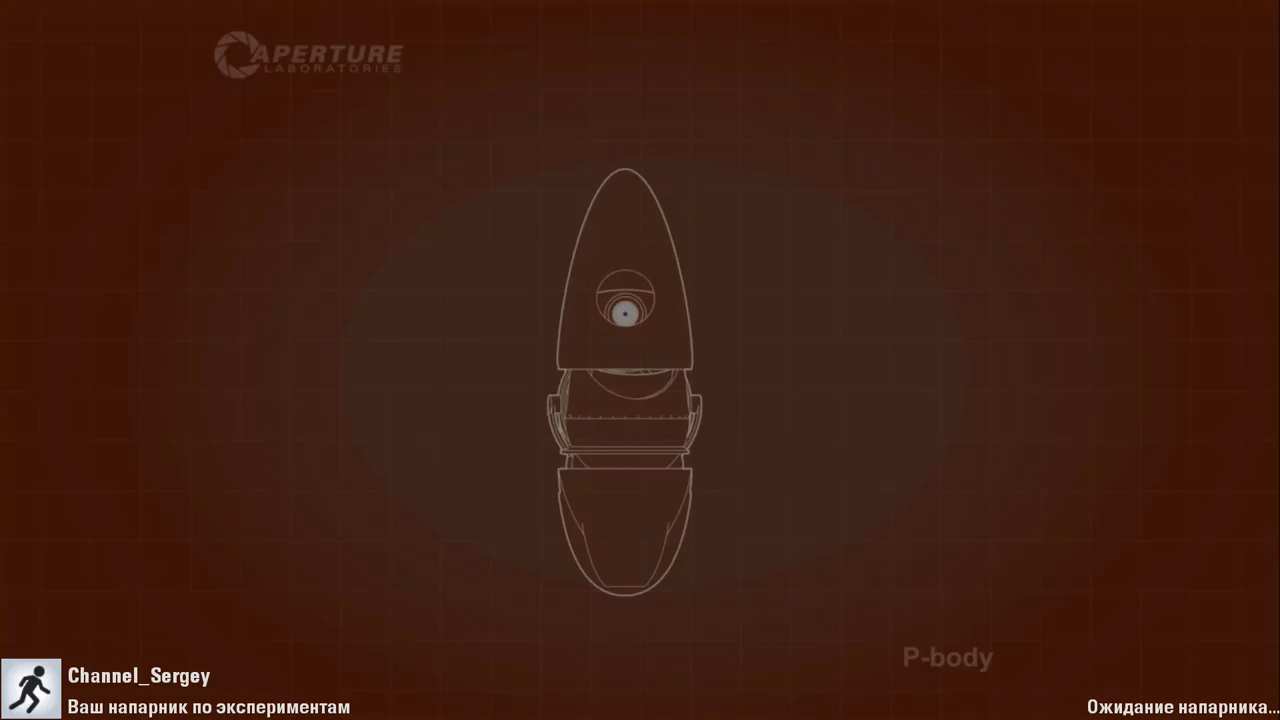 APERTURE
LABORATORIES
P-body
Channel_Sergey
Ваш напарник по экспериментам
Ожидание напарника...